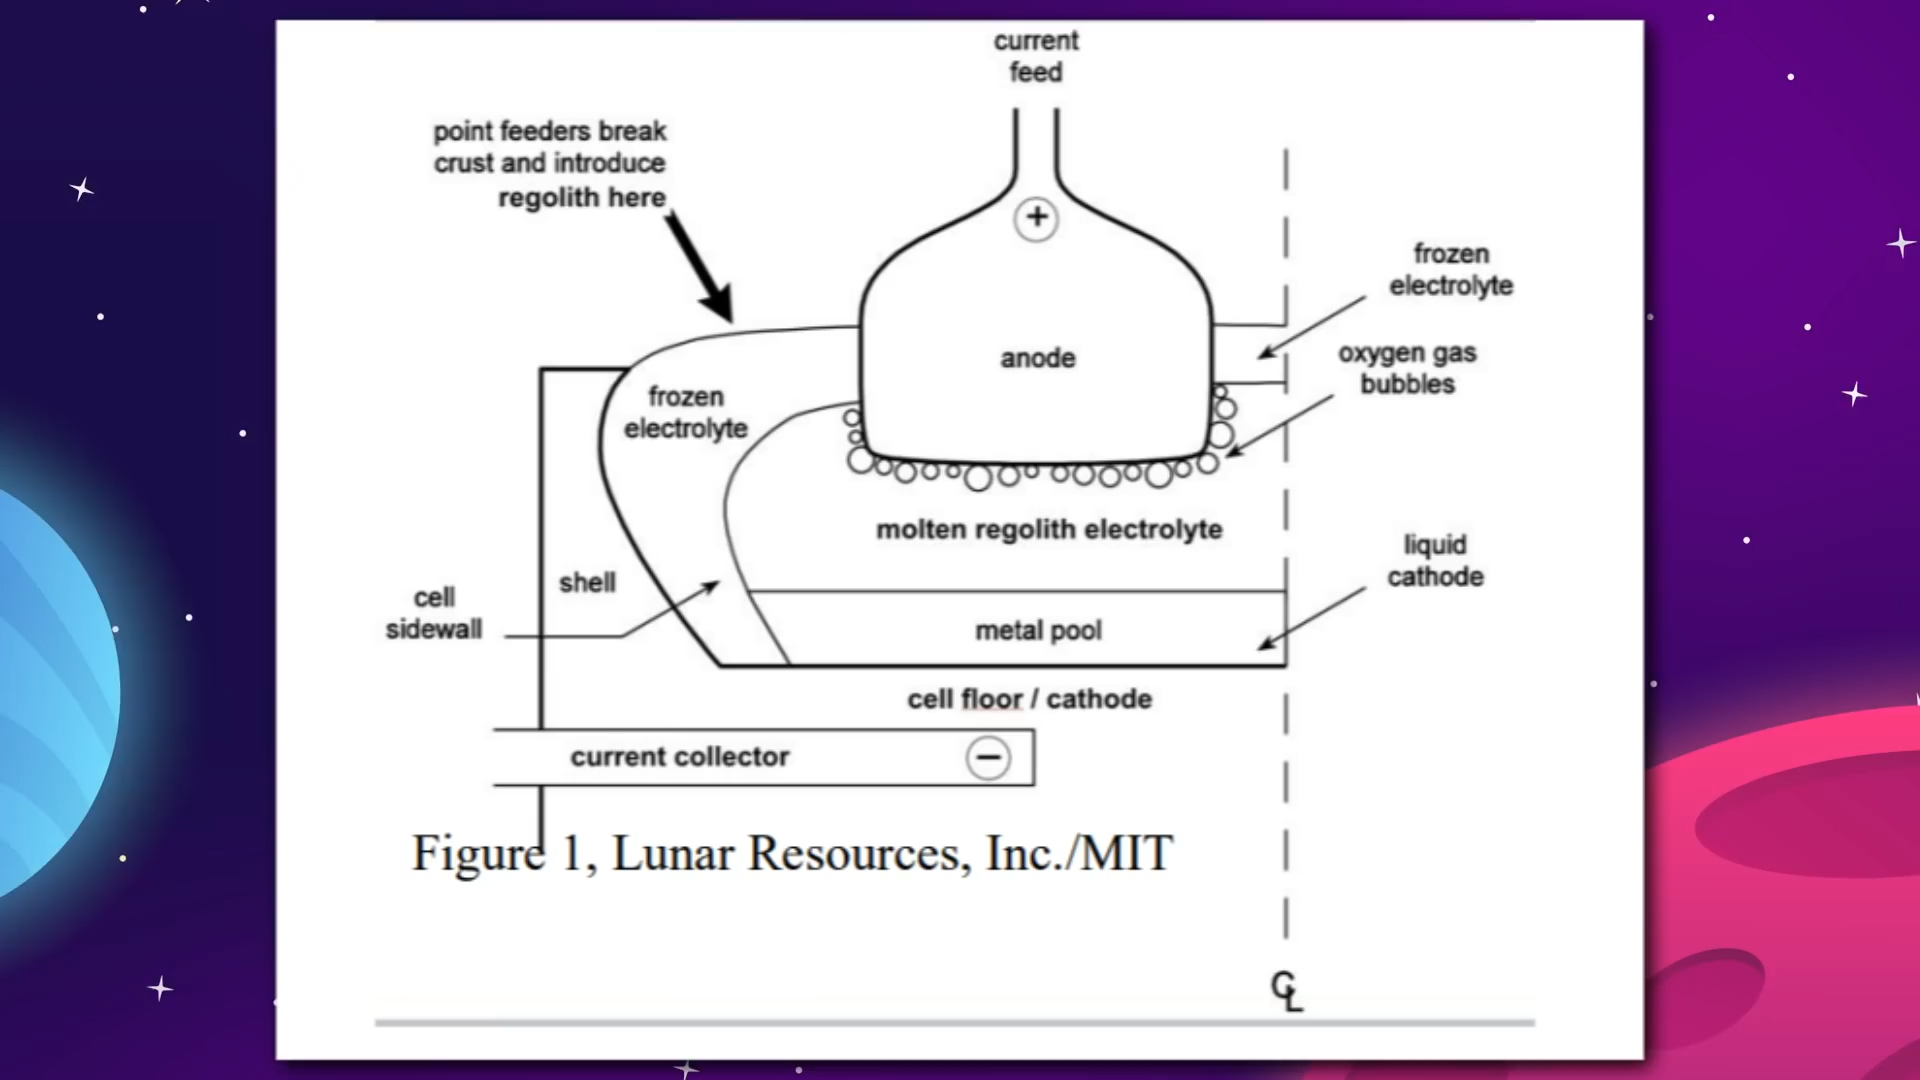 current
feed
point feeders break
crust and introduce
regolith here
+
frozen
electrolyte
oxygen gas
bubbles
anode
frozen
electrolyte
molten regolith electrolyte
liquid
cathode
shell
cell
sidewall
metal pool
cell floor / cathode
current collector
−
Figure 1, Lunar Resources, Inc./MIT
CL